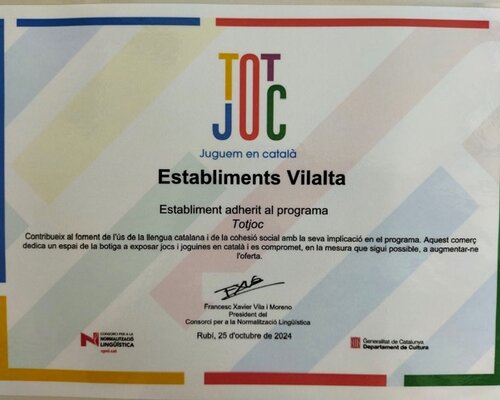 TOT
JOC
Juguem en català
Establiments Vilalta
Establiment adherit al programa
Totjoc
Contribueix al foment de l'ús de la llengua catalana i de la cohesió social amb la seva implicació en el programa. Aquest comerç
dedica un espai de la botiga a exposar jocs i joguines en català i es compromet, en la mesura que sigui possible, a augmentar-ne
l'oferta.
Francesc Xavier Vila i Moreno
President del
Consorci per a la Normalització Lingüística
Rubí, 25 d'octubre de 2024
CONSORCI PER A LA
NORMALITZACIÓ
LINGÜÍSTICA
cpnl.cat
Generalitat de Catalunya
Departament de Cultura